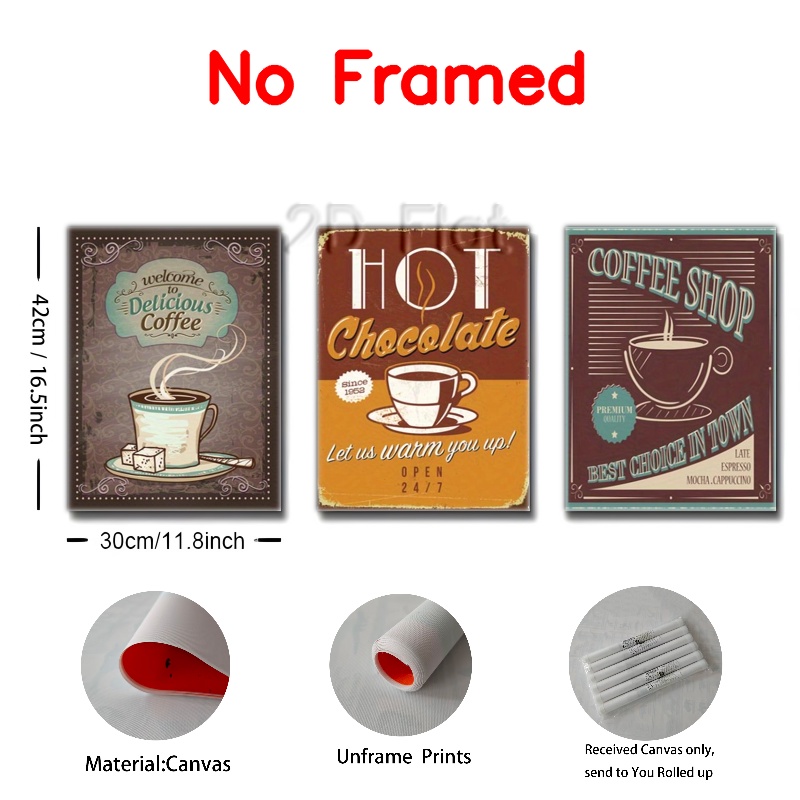 No Framed
2D Flat
42cm / 16.5inch
welcome
to
Delicious
Coffee
HOT
Chocolate
Since
1952
Let us warm you up!
OPEN
24/7
COFFEE SHOP
PREMIUM
QUALITY
BEST CHOICE IN TOWN
LATE
ESPRESSO
MOCHA .CAPPUCCINO
30cm/11.8inch
Material:Canvas
Unframe Prints
Received Canvas only,
send to You Rolled up